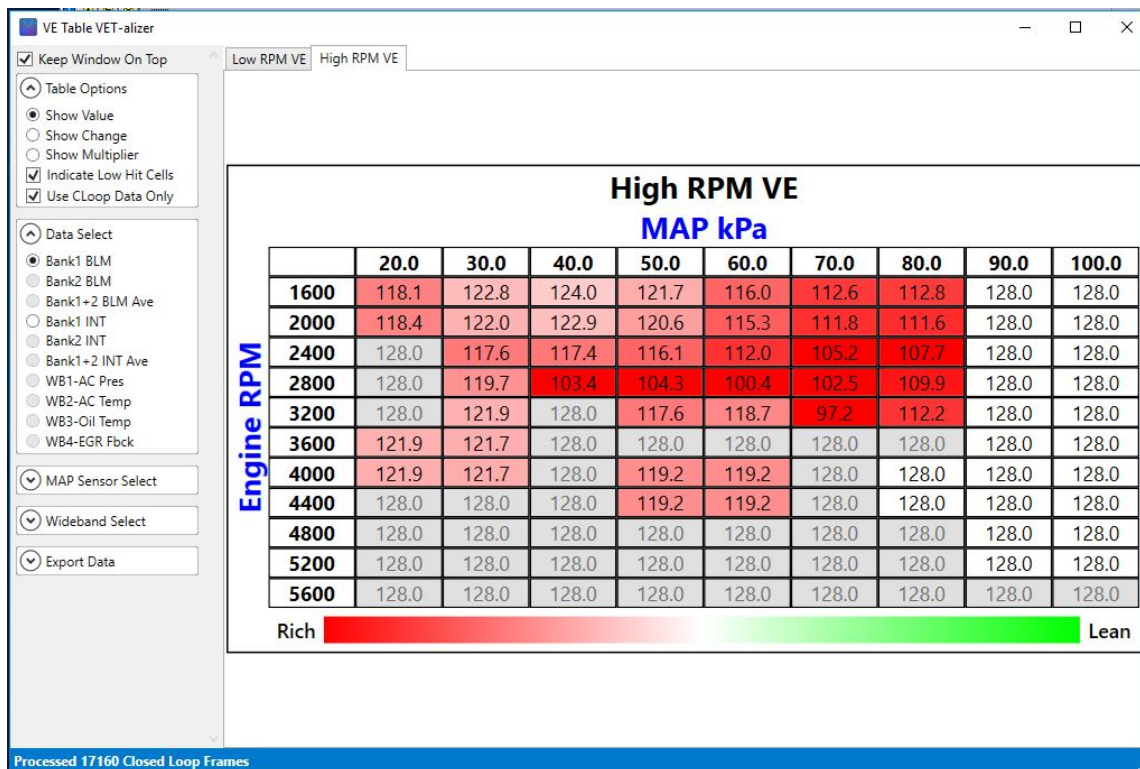 VE Table VET-alizer
Keep Window On Top
Table Options
Show Value
Show Change
Show Multiplier
Indicate Low Hit Cells
Use CLoop Data Only
Data Select
Bank1 BLM
Bank2 BLM
Bank1+2 BLM Ave
Bank1 INT
Bank2 INT
Bank1+2 INT Ave
WB1-AC Pres
WB2-AC Temp
WB3-Oil Temp
WB4-EGR Fbck
MAP Sensor Select
Wideband Select
Export Data
Low RPM VE High RPM VE
High RPM VE
MAP kPa
Engine RPM
20.0 30.0 40.0 50.0 60.0 70.0 80.0 90.0 100.0
1600 118.1 122.8 124.0 121.7 116.0 112.6 112.8 128.0 128.0
2000 118.4 122.0 122.9 120.6 115.3 111.8 111.6 128.0 128.0
2400 128.0 117.6 117.4 116.1 112.0 105.2 107.7 128.0 128.0
2800 128.0 119.7 103.4 104.3 100.4 102.5 109.9 128.0 128.0
3200 128.0 121.9 128.0 117.6 118.7 97.2 112.2 128.0 128.0
3600 121.9 121.7 128.0 128.0 128.0 128.0 128.0 128.0 128.0
4000 121.9 121.7 128.0 119.2 119.2 128.0 128.0 128.0 128.0
4400 128.0 128.0 128.0 119.2 119.2 128.0 128.0 128.0 128.0
4800 128.0 128.0 128.0 128.0 128.0 128.0 128.0 128.0 128.0
5200 128.0 128.0 128.0 128.0 128.0 128.0 128.0 128.0 128.0
5600 128.0 128.0 128.0 128.0 128.0 128.0 128.0 128.0 128.0
Rich Lean
Processed 17160 Closed Loop Frames